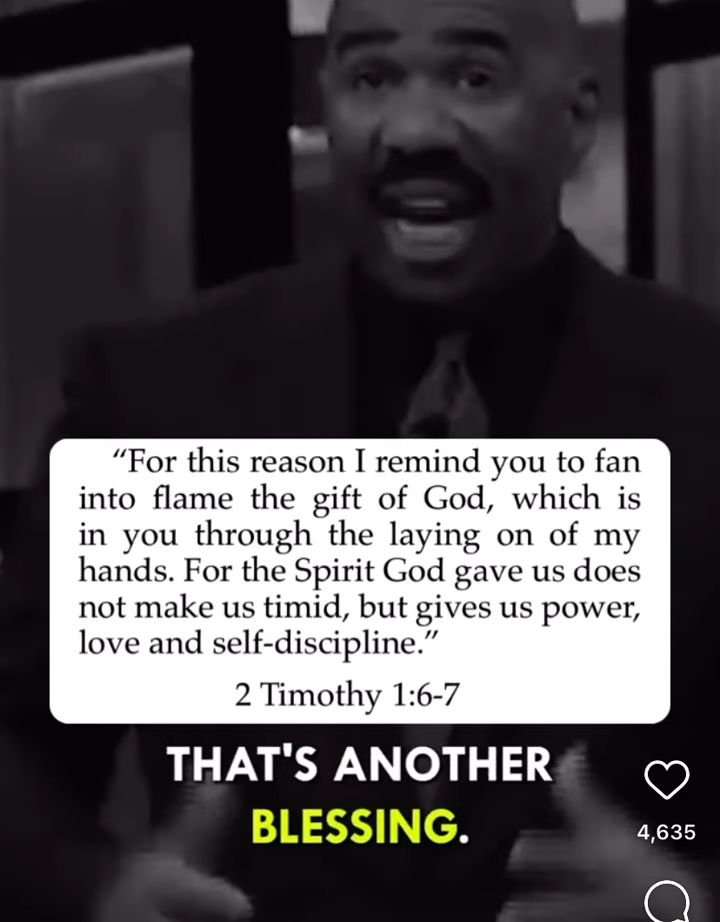 “For this reason I remind you to fan
into flame the gift of God, which is
in you through the laying on of my
hands. For the Spirit God gave us does
not make us timid, but gives us power,
love and self-discipline.”
2 Timothy 1:6-7
THAT'S ANOTHER
BLESSING.
4,635